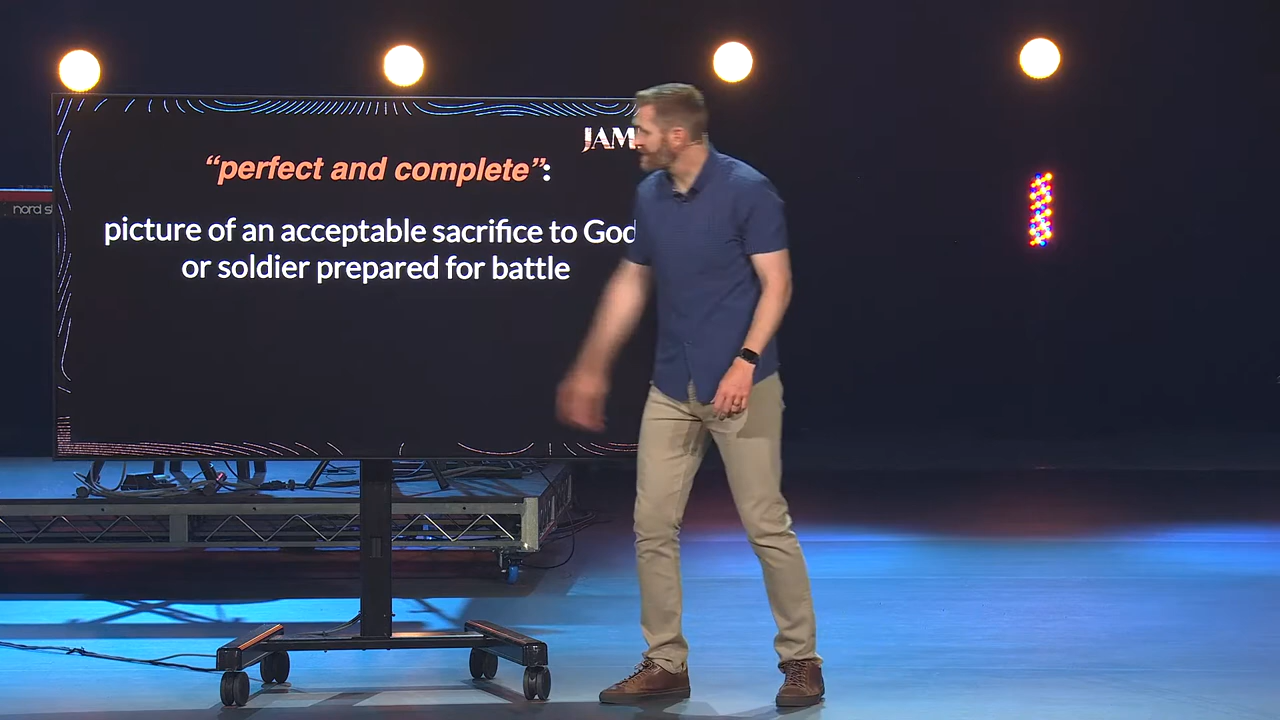 JAM
“perfect and complete”:
picture of an acceptable sacrifice to God
or soldier prepared for battle
nord